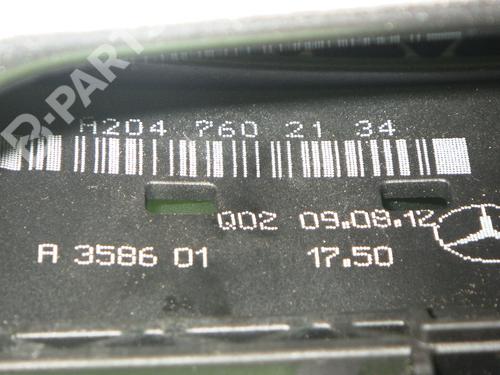 B-PARTS
A204 760 21 34
Q02 09.08.12
A 3586 01 17.50